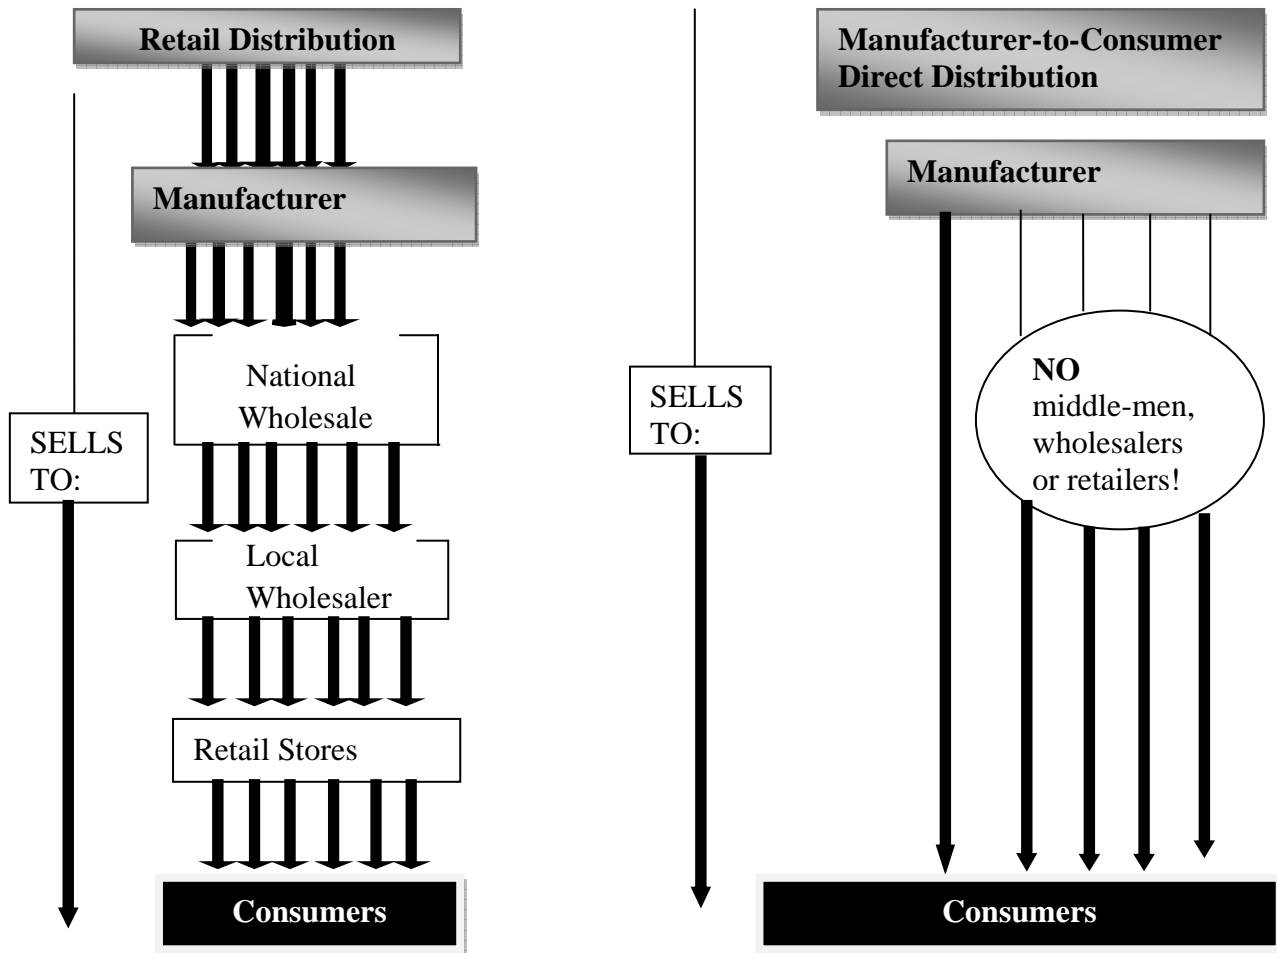 Retail Distribution
Manufacturer
National
Wholesale
SELLS
TO:
Local
Wholesaler
Retail Stores
Consumers
Manufacturer-to-Consumer
Direct Distribution
Manufacturer
SELLS
TO:
NO
middle-men,
wholesalers
or retailers!
Consumers